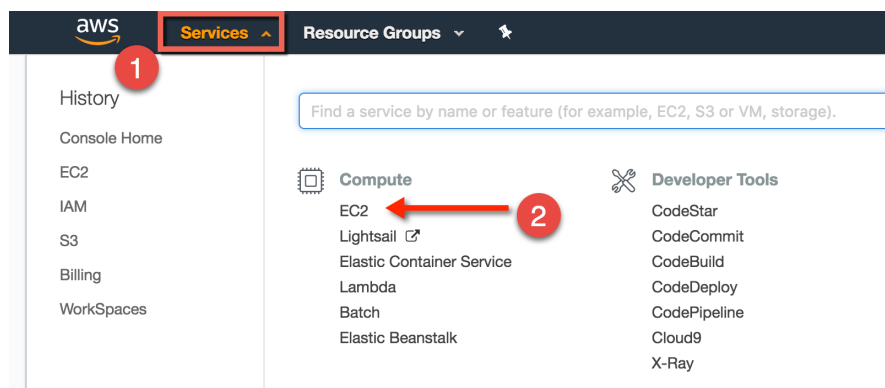 aws
Services
Resource Groups
1
History
Console Home
EC2
IAM
S3
Billing
WorkSpaces
Find a service by name or feature (for example, EC2, S3 or VM, storage).
Compute
EC2
2
Lightsail
Elastic Container Service
Lambda
Batch
Elastic Beanstalk
Developer Tools
CodeStar
CodeCommit
CodeBuild
CodeDeploy
CodePipeline
Cloud9
X-Ray